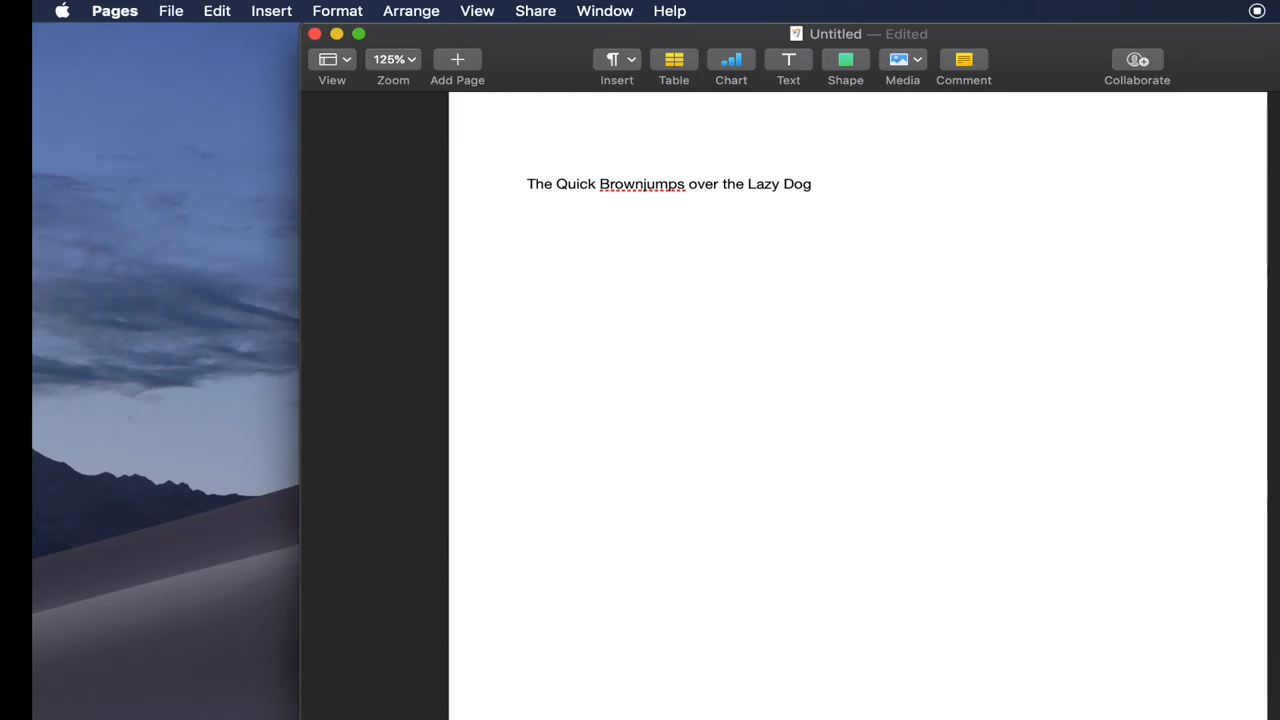 Pages File Edit Insert Format Arrange View Share Window Help
Untitled — Edited
125%
View Zoom Add Page Insert Table Chart Text Shape Media Comment Collaborate
The Quick Brownjumps over the Lazy Dog